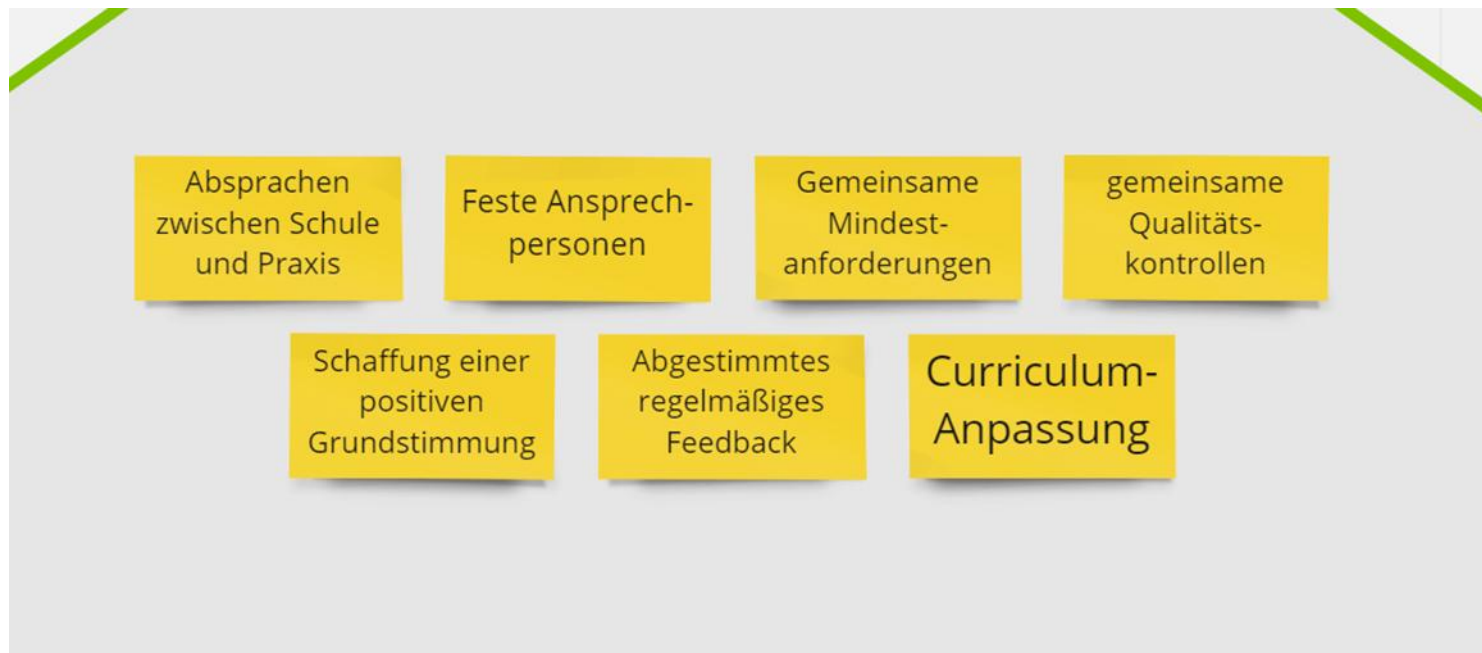 Absprachen
zwischen Schule
und Praxis
Feste Ansprech-
personen
Gemeinsame
Mindest-
anforderungen
gemeinsame
Qualitäts-
kontrollen
Schaffung einer
positiven
Grundstimmung
Abgestimmtes
regelmäßiges
Feedback
Curriculum-
Anpassung